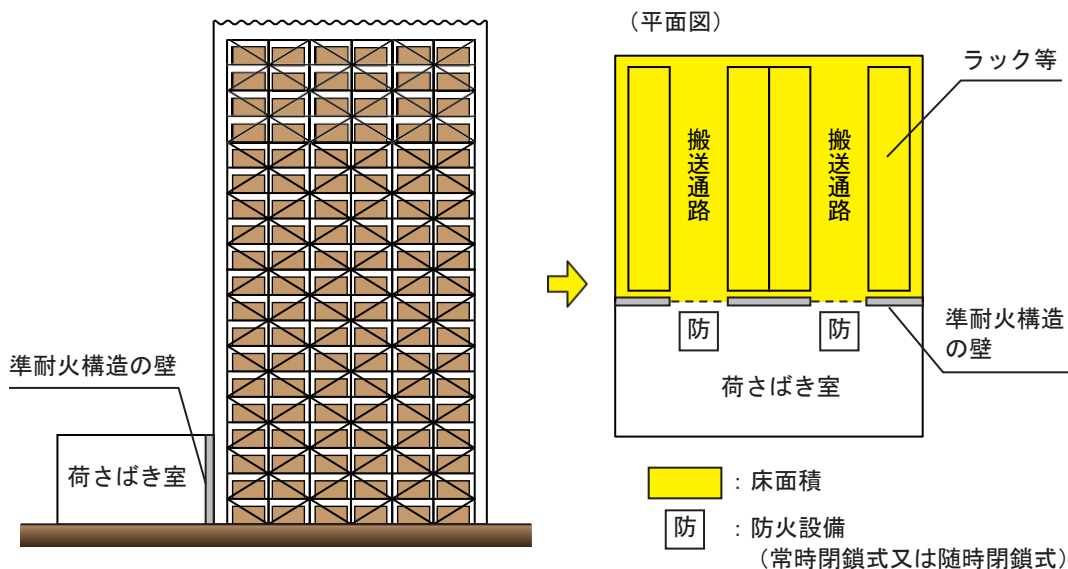 準耐火構造の壁
荷さばき室
（平面図）
ラック等
搬送通路
搬送通路
防
防
準耐火構造
の壁
荷さばき室
：床面積
防：防火設備
（常時閉鎖式又は随時閉鎖式）